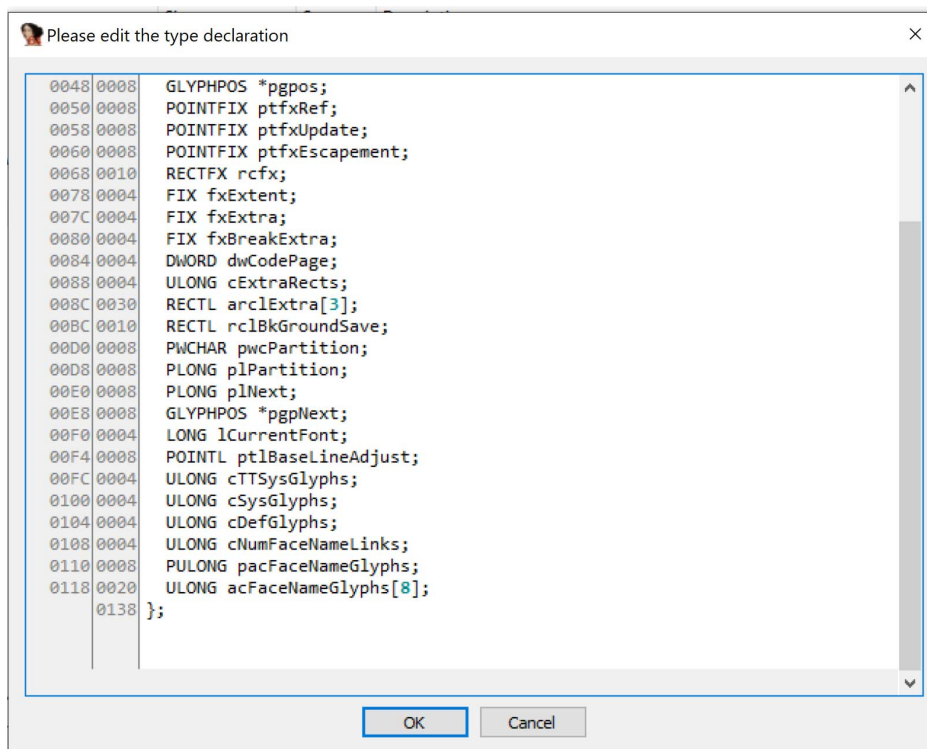 Please edit the type declaration
0048 0008 GLYPHPOS *pgpos;
0050 0008 POINTFIX ptfxRef;
0058 0008 POINTFIX ptfxUpdate;
0060 0008 POINTFIX ptfxEscapement;
0068 0010 RECTFX rcfx;
0078 0004 FIX fxExtent;
007C 0004 FIX fxExtra;
0080 0004 FIX fxBreakExtra;
0084 0004 DWORD dwCodePage;
0088 0004 ULONG cExtraRects;
008C 0030 RECTL arclExtra[3];
00BC 0010 RECTL rclBkGroundSave;
00D0 0008 PWCHAR pwcPartition;
00D8 0008 PLONG plPartition;
00E0 0008 PLONG plNext;
00E8 0008 GLYPHPOS *pgpNext;
00F0 0004 LONG lCurrentFont;
00F4 0008 POINTL ptlBaseLineAdjust;
00FC 0004 ULONG cTTSysGlyphs;
0100 0004 ULONG cSysGlyphs;
0104 0004 ULONG cDefGlyphs;
0108 0004 ULONG cNumFaceNameLinks;
0110 0008 PULONG pacFaceNameGlyphs;
0118 0020 ULONG acFaceNameGlyphs[8];
0138 };
OK Cancel